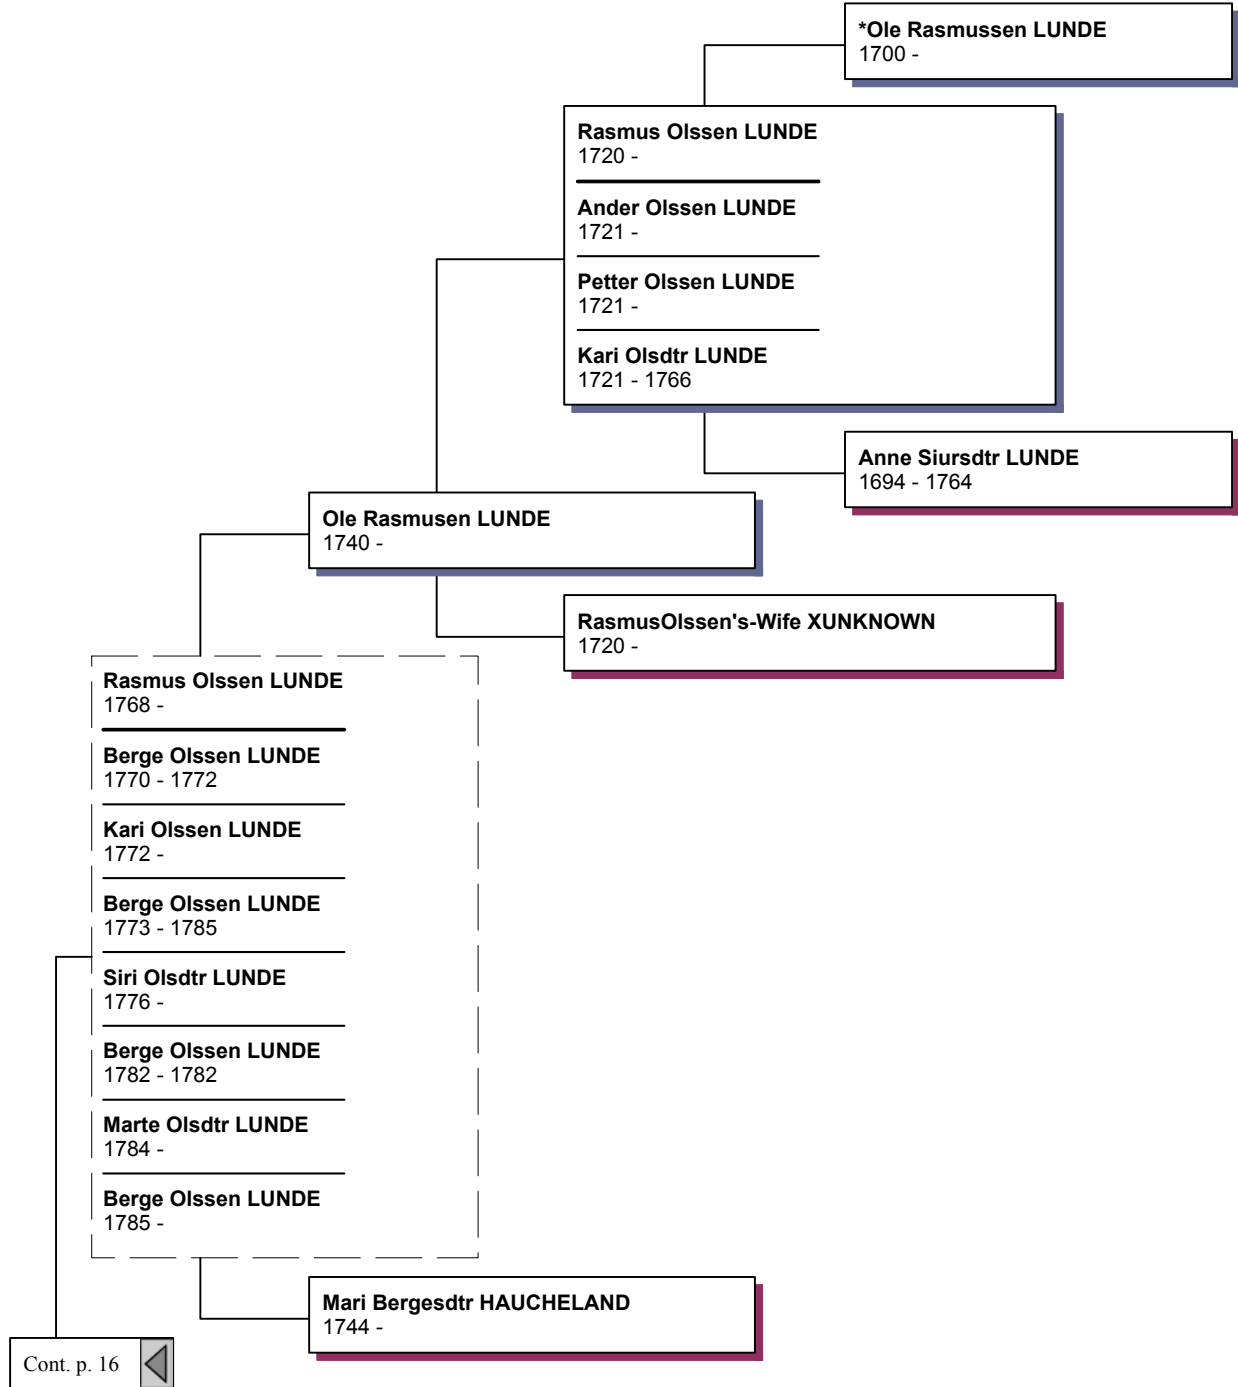 *Ole Rasmussen LUNDE
1700 -
Rasmus Olssen LUNDE
1720 -
Ander Olssen LUNDE
1721 -
Petter Olssen LUNDE
1721 -
Kari Olsdtr LUNDE
1721 - 1766
Anne Siursdtr LUNDE
1694 - 1764
Ole Rasmusen LUNDE
1740 -
RasmusOlssen's-Wife XUNKNOWN
1720 -
Rasmus Olssen LUNDE
1768 -
Berge Olssen LUNDE
1770 - 1772
Kari Olssen LUNDE
1772 -
Berge Olssen LUNDE
1773 - 1785
Siri Olsdtr LUNDE
1776 -
Berge Olssen LUNDE
1782 - 1782
Marte Olsdtr LUNDE
1784 -
Berge Olssen LUNDE
1785 -
Mari Bergesdtr HAUCHELAND
1744 -
Cont. p. 16